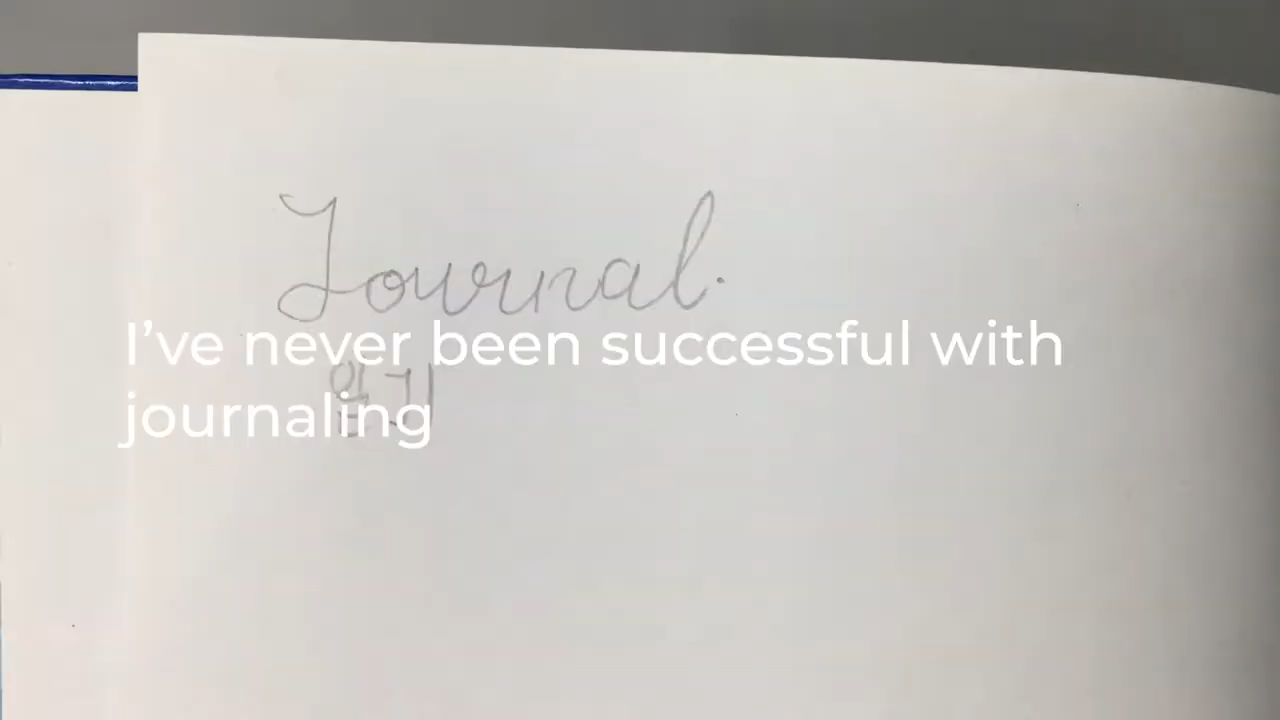 Journal.
I’ve never been successful with
일기
journaling